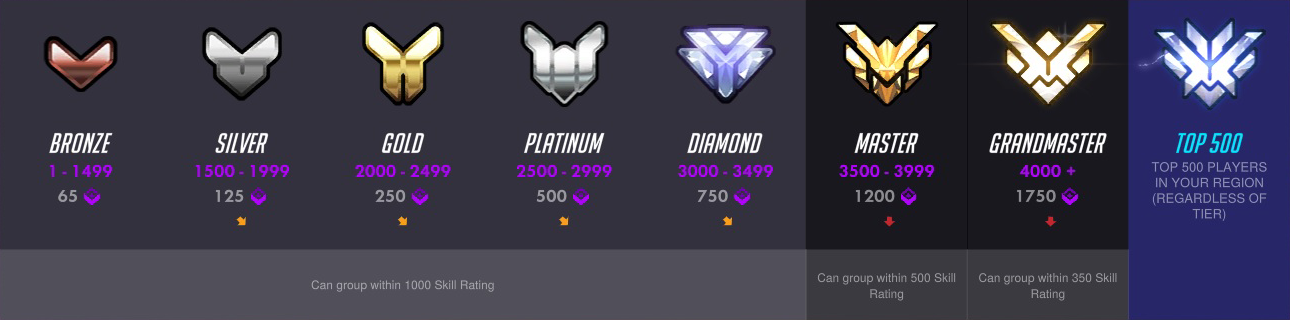 BRONZE
1 - 1499
65
SILVER
1500 - 1999
125
GOLD
2000 - 2499
250
PLATINUM
2500 - 2999
500
DIAMOND
3000 - 3499
750
MASTER
3500 - 3999
1200
GRANDMASTER
4000 +
1750
TOP 500
TOP 500 PLAYERS
IN YOUR REGION
(REGARDLESS OF
TIER)
Can group within 1000 Skill Rating
Can group within 500 Skill
Rating
Can group within 350 Skill
Rating